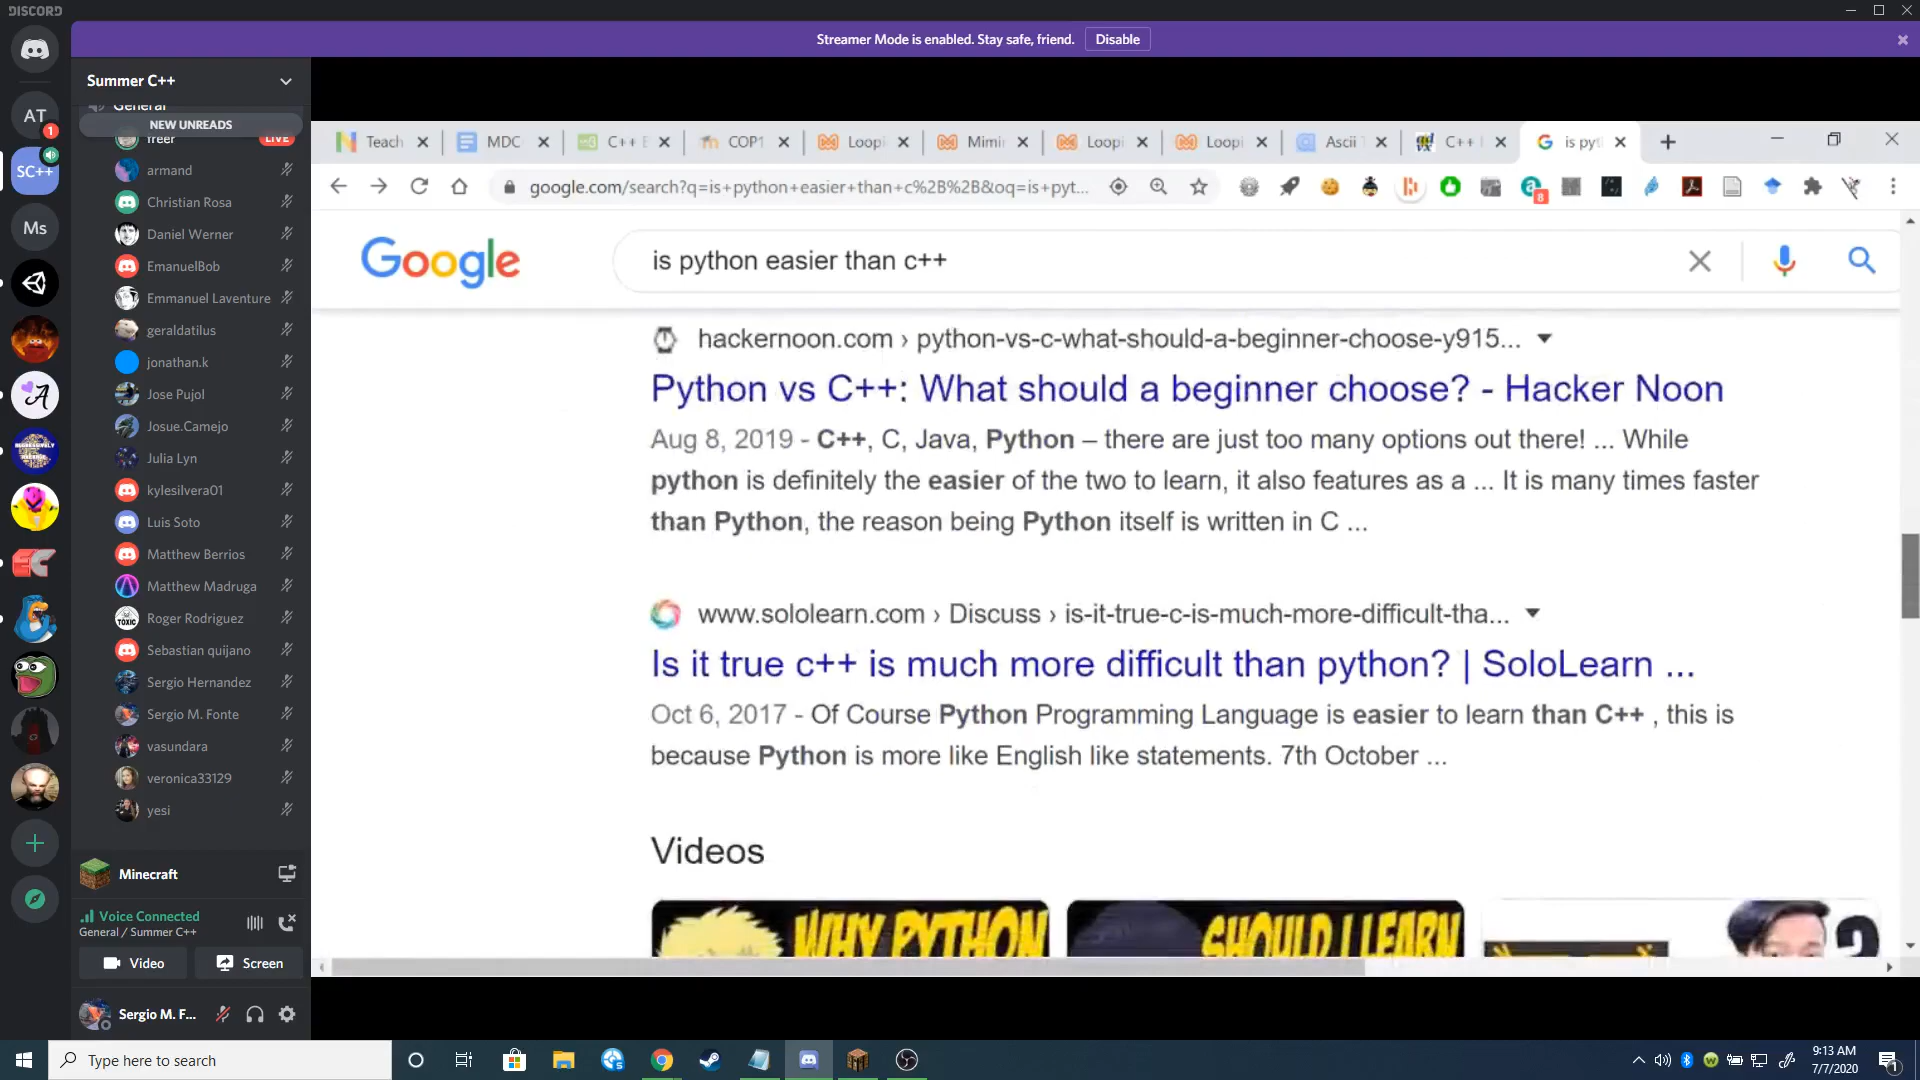 DISCORD
Streamer Mode is enabled. Stay safe, friend.
Disable
Summer C++
General
NEW UNREADS
freer
LIVE
AT
1
SC++
Ms
armand
Christian Rosa
Daniel Werner
EmanuelBob
Emmanuel Laventure
geraldatilus
jonathan.k
Jose Pujol
Josue.Camejo
Julia Lyn
kylesilvera01
Luis Soto
Matthew Berrios
Matthew Madruga
Roger Rodriguez
TOXIC
Sebastian quijano
Sergio Hernandez
Sergio M. Fonte
vasundara
veronica33129
yesi
Minecraft
Voice Connected
General / Summer C++
Video
Screen
Sergio M. F...
Teach
MDC
C++ E
COP1
Loopi
Mimi
Loopi
Loopi
Ascii
C++
is pyt
google.com/search?q=is+python+easier+than+c%2B%2B&oq=is+pyt...
8
Google
is python easier than c++
hackernoon.com › python-vs-c-what-should-a-beginner-choose-y915...
Python vs C++: What should a beginner choose? - Hacker Noon
Aug 8, 2019 - C++, C, Java, Python – there are just too many options out there! ... While
python is definitely the easier of the two to learn, it also features as a ... It is many times faster
than Python, the reason being Python itself is written in C ...
www.sololearn.com › Discuss › is-it-true-c-is-much-more-difficult-tha...
Is it true c++ is much more difficult than python? | SoloLearn ...
Oct 6, 2017 - Of Course Python Programming Language is easier to learn than C++ , this is
because Python is more like English like statements. 7th October ...
Videos
WHY PYTHON
SHOULD I LEARN
?
Type here to search
9:13 AM
7/7/2020
1